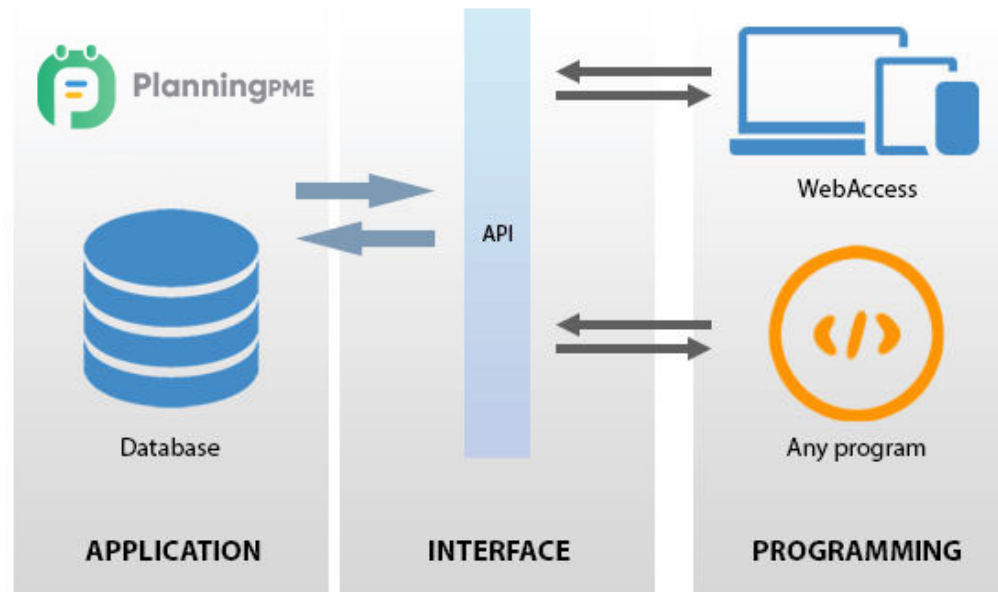 PlanningPME
API
WebAccess
Database
Any program
APPLICATION
INTERFACE
PROGRAMMING